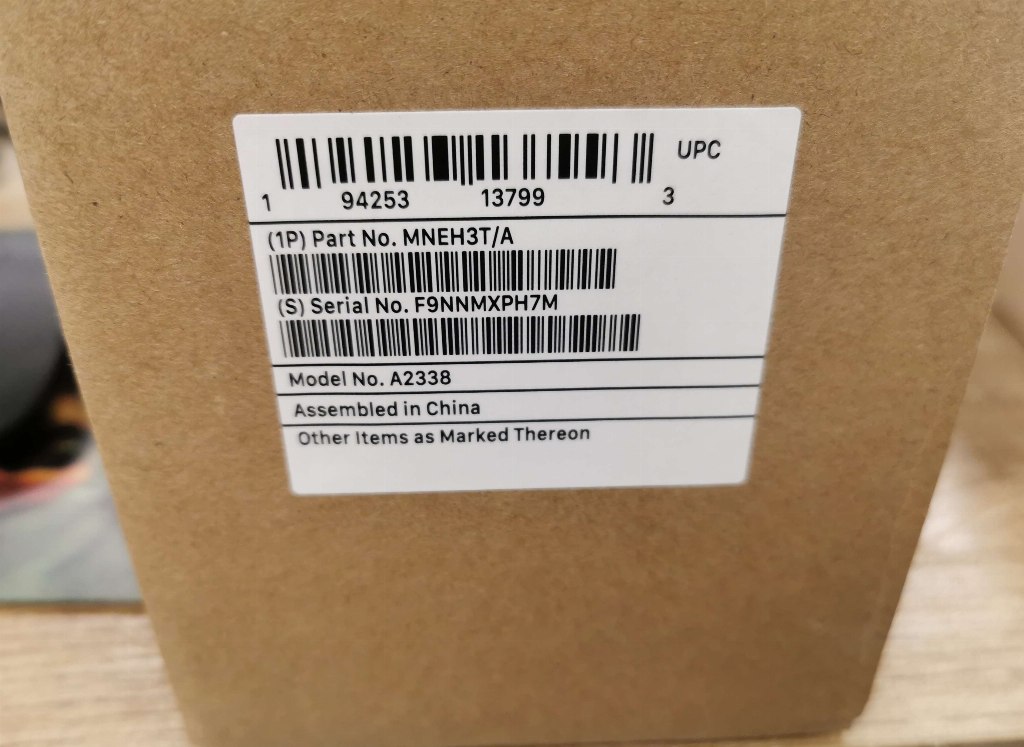 UPC
1 94253 13799 3
(1P) Part No. MNEH3T/A
(S) Serial No. F9NNMXPH7M
Model No. A2338
Assembled in China
Other Items as Marked Thereon